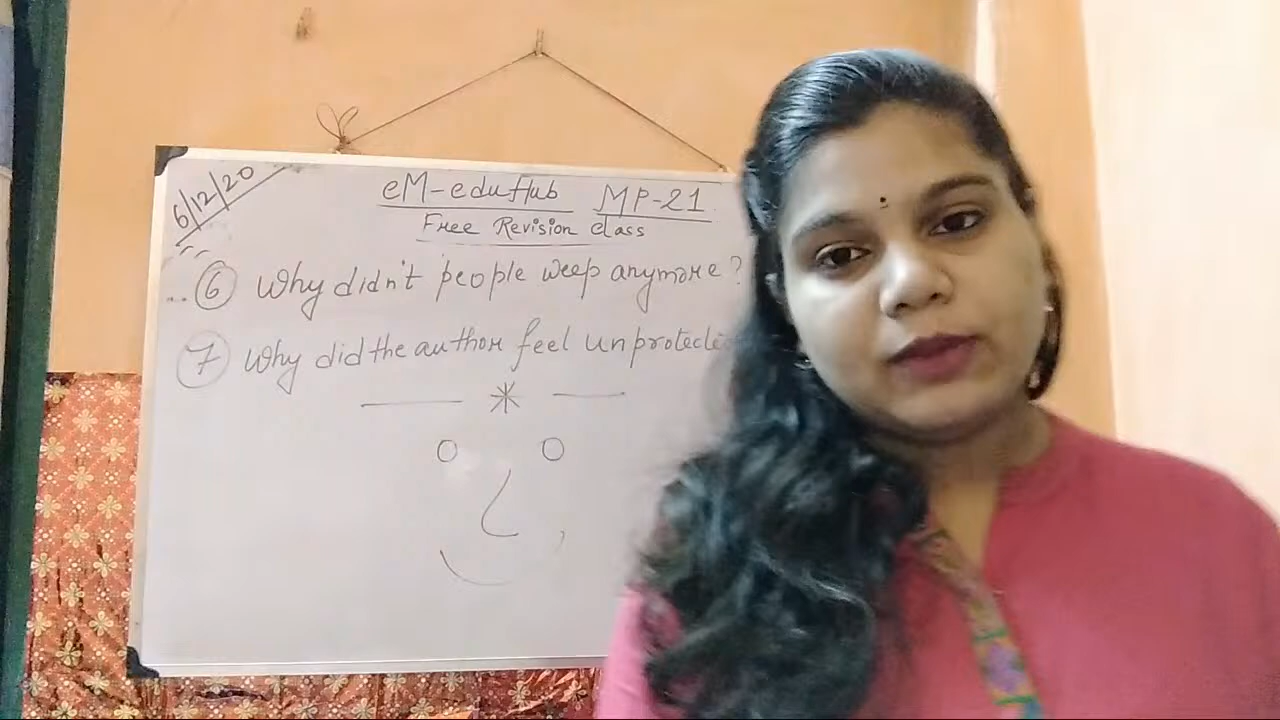 6/12/20
eM-eduHub MP-21
Free Revision class
6 Why didn't people weep anymore?
7 Why did the author feel